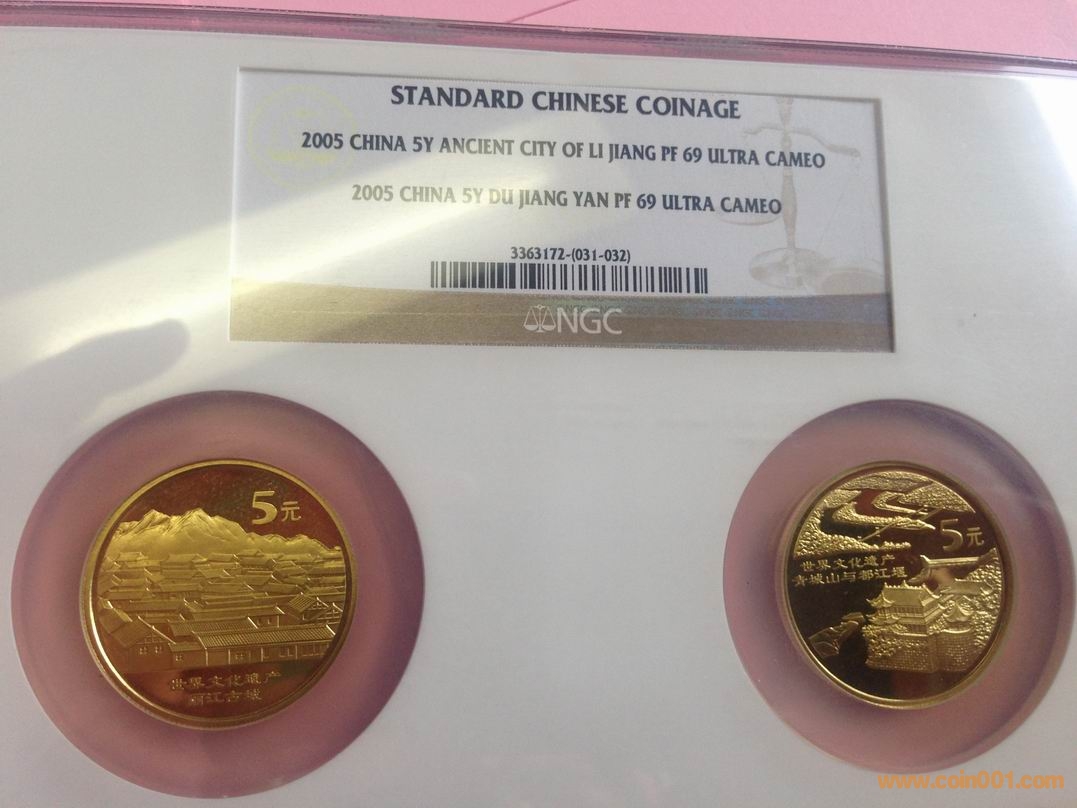 STANDARD CHINESE COINAGE
2005 CHINA 5Y ANCIENT CITY OF LI JIANG PF 69 ULTRA CAMEO
2005 CHINA 5Y DU JIANG YAN PF 69 ULTRA CAMEO
3363172-(031-032)
NGC
5元
世界文化遗产
丽江古城
5元
世界文化遗产
青城山与都江堰
www.coin001.com